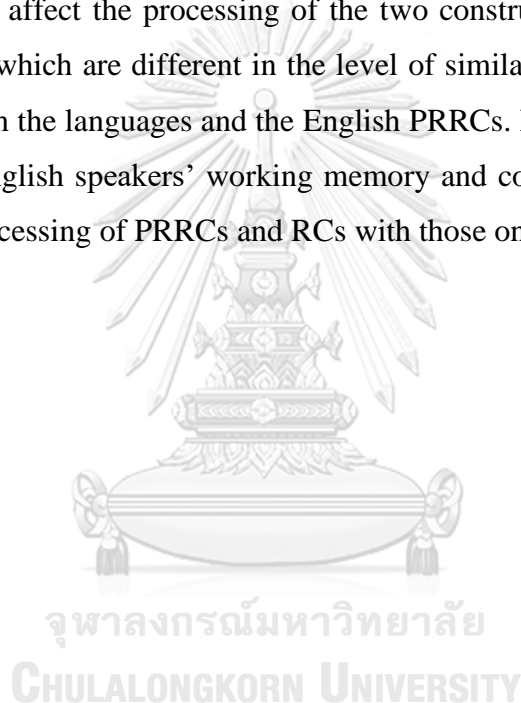 affect the processing of the two constru
which are different in the level of simila
n the languages and the English PRRCs.
nglish speakers' working memory and co
cessing of PRRCs and RCs with those on
จุฬาลงกรณ์มหาวิทยาลัย
CHULALONGKORN UNIVERSITY